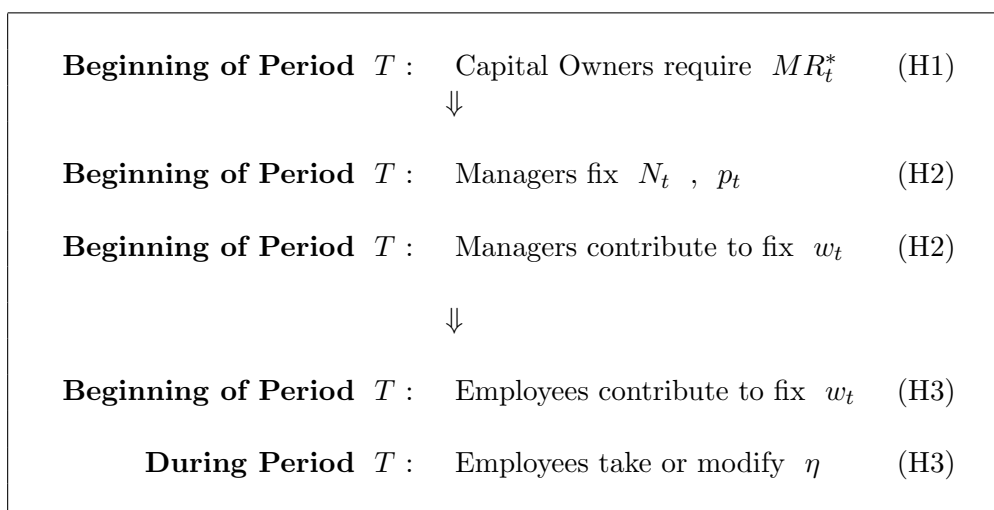 Beginning of Period T : Capital Owners require MR*_t (H1)
⇓
Beginning of Period T : Managers fix N_t , p_t (H2)
Beginning of Period T : Managers contribute to fix w_t (H2)
⇓
Beginning of Period T : Employees contribute to fix w_t (H3)
During Period T : Employees take or modify η (H3)